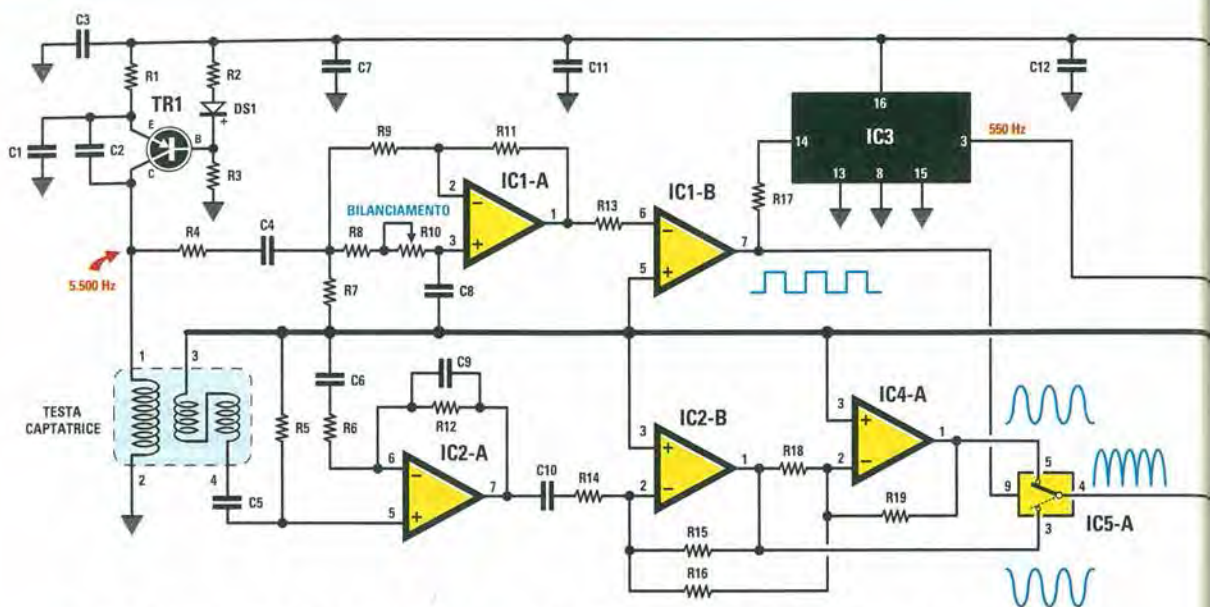 C3
R1
R2
C7
C11
C12
TR1
DS1
+
E
B
C
C1
C2
R3
16
IC3
14
3
550 Hz
13
8
15
R9
R11
IC1-A
2
−
1
+
3
BILANCIAMENTO
R8
R10
R4
C4
5.500 Hz
R7
C8
R13
IC1-B
6
−
7
+
5
R17
1
3
TESTA
CAPTATRICE
2
4
C5
R5
C6
R6
C9
R12
IC2-A
6
−
7
+
5
C10
R14
IC2-B
3
+
1
−
2
R15
R16
R18
IC4-A
3
+
1
−
2
R19
5
9
4
3
IC5-A